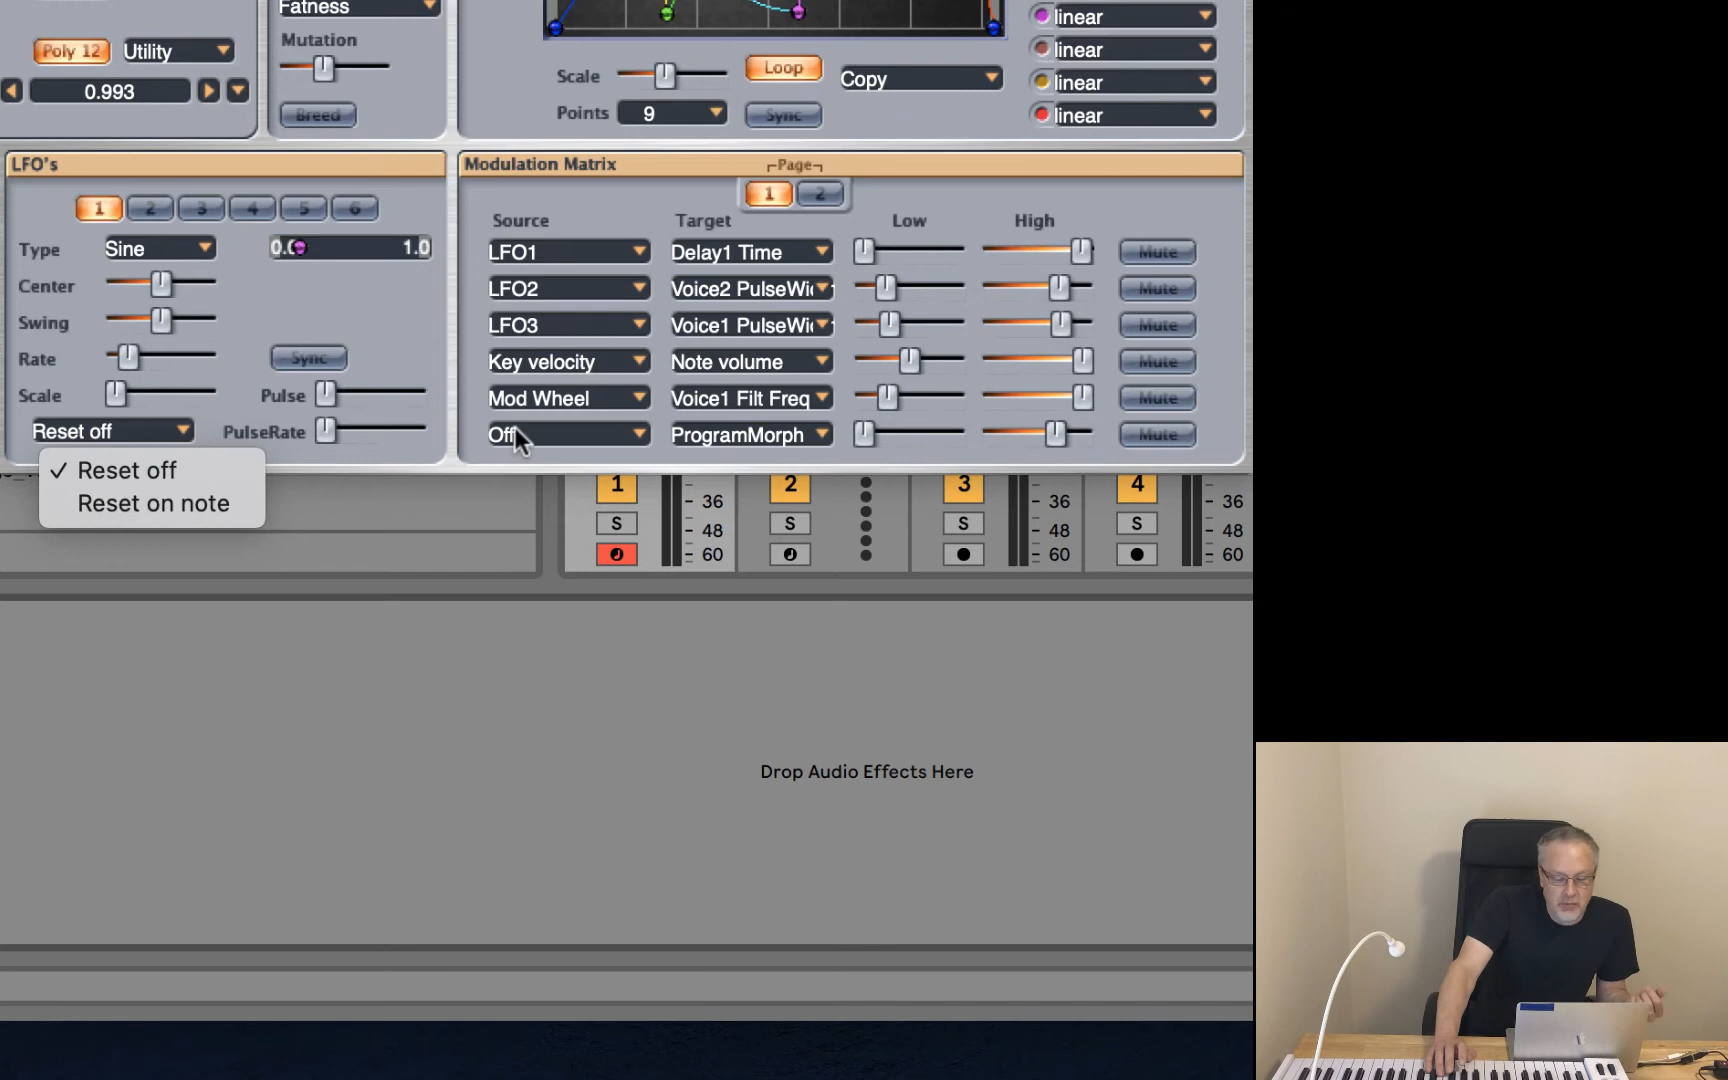 Fatness
Poly 12 Utility
Mutation
0.993
Breed
Scale Loop Copy
Points 9 Sync
linear
linear
linear
linear
LFO's
1 2 3 4 5 6
Type Sine 1.0
Center
Swing
Rate Sync
Scale Pulse
Reset off PulseRate
✓ Reset off
Reset on note
Modulation Matrix Page
1 2
Source Target Low High
LFO1 Delay1 Time Mute
LFO2 Voice2 Mute
LFO3 Voice1 Mute
Key velocity Note volume Mute
Mod Wheel Voice1 Filt Freq Mute
Off ProgramMorph Mute
1 36 2 3 36 4 36
S 48 S S 48 S 48
60 60 60
Drop Audio Effects Here